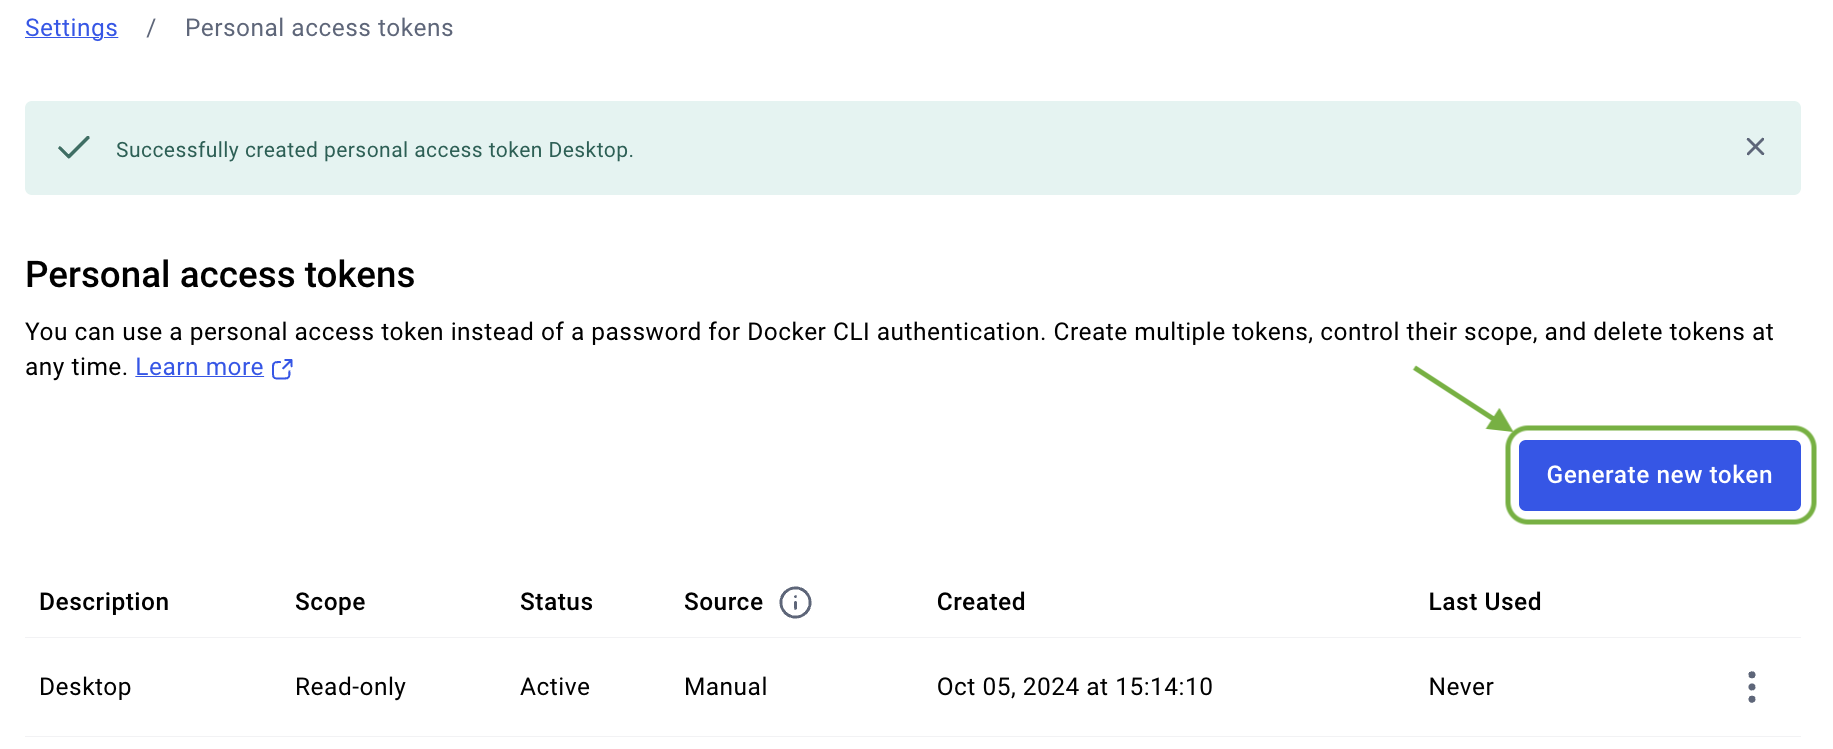 Settings / Personal access tokens
Successfully created personal access token Desktop.
Personal access tokens
You can use a personal access token instead of a password for Docker CLI authentication. Create multiple tokens, control their scope, and delete tokens at
any time. Learn more
Generate new token
Description Scope Status Source Created Last Used
Desktop Read-only Active Manual Oct 05, 2024 at 15:14:10 Never